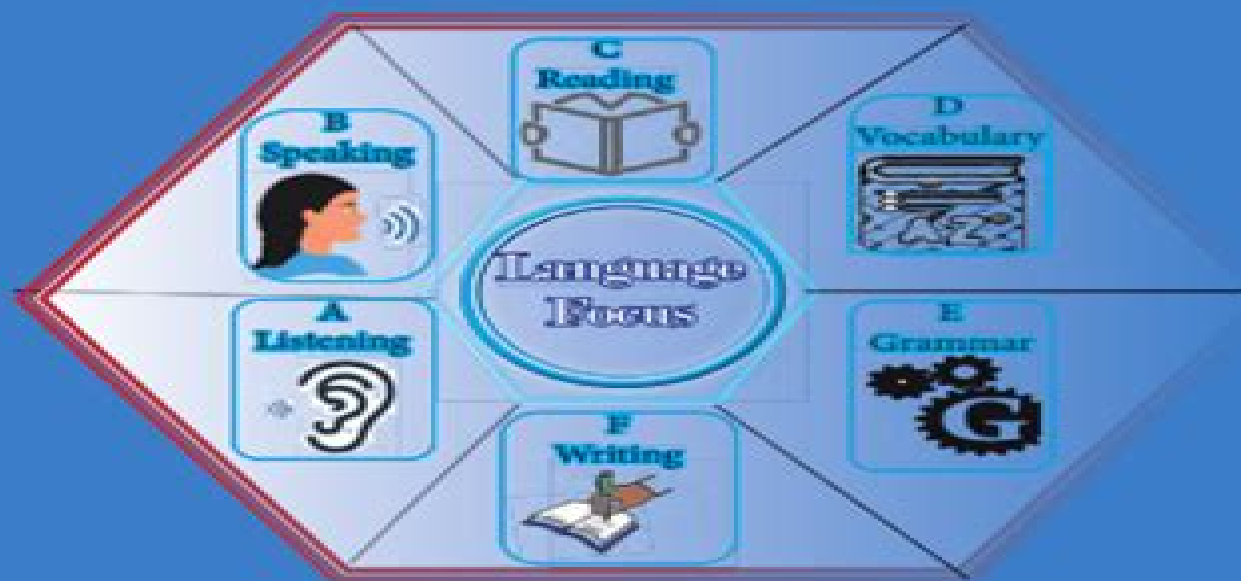 C
Reading
B
Speaking
D
Vocabulary
Language
Focus
A
Listening
E
Grammar
G
F
Writing